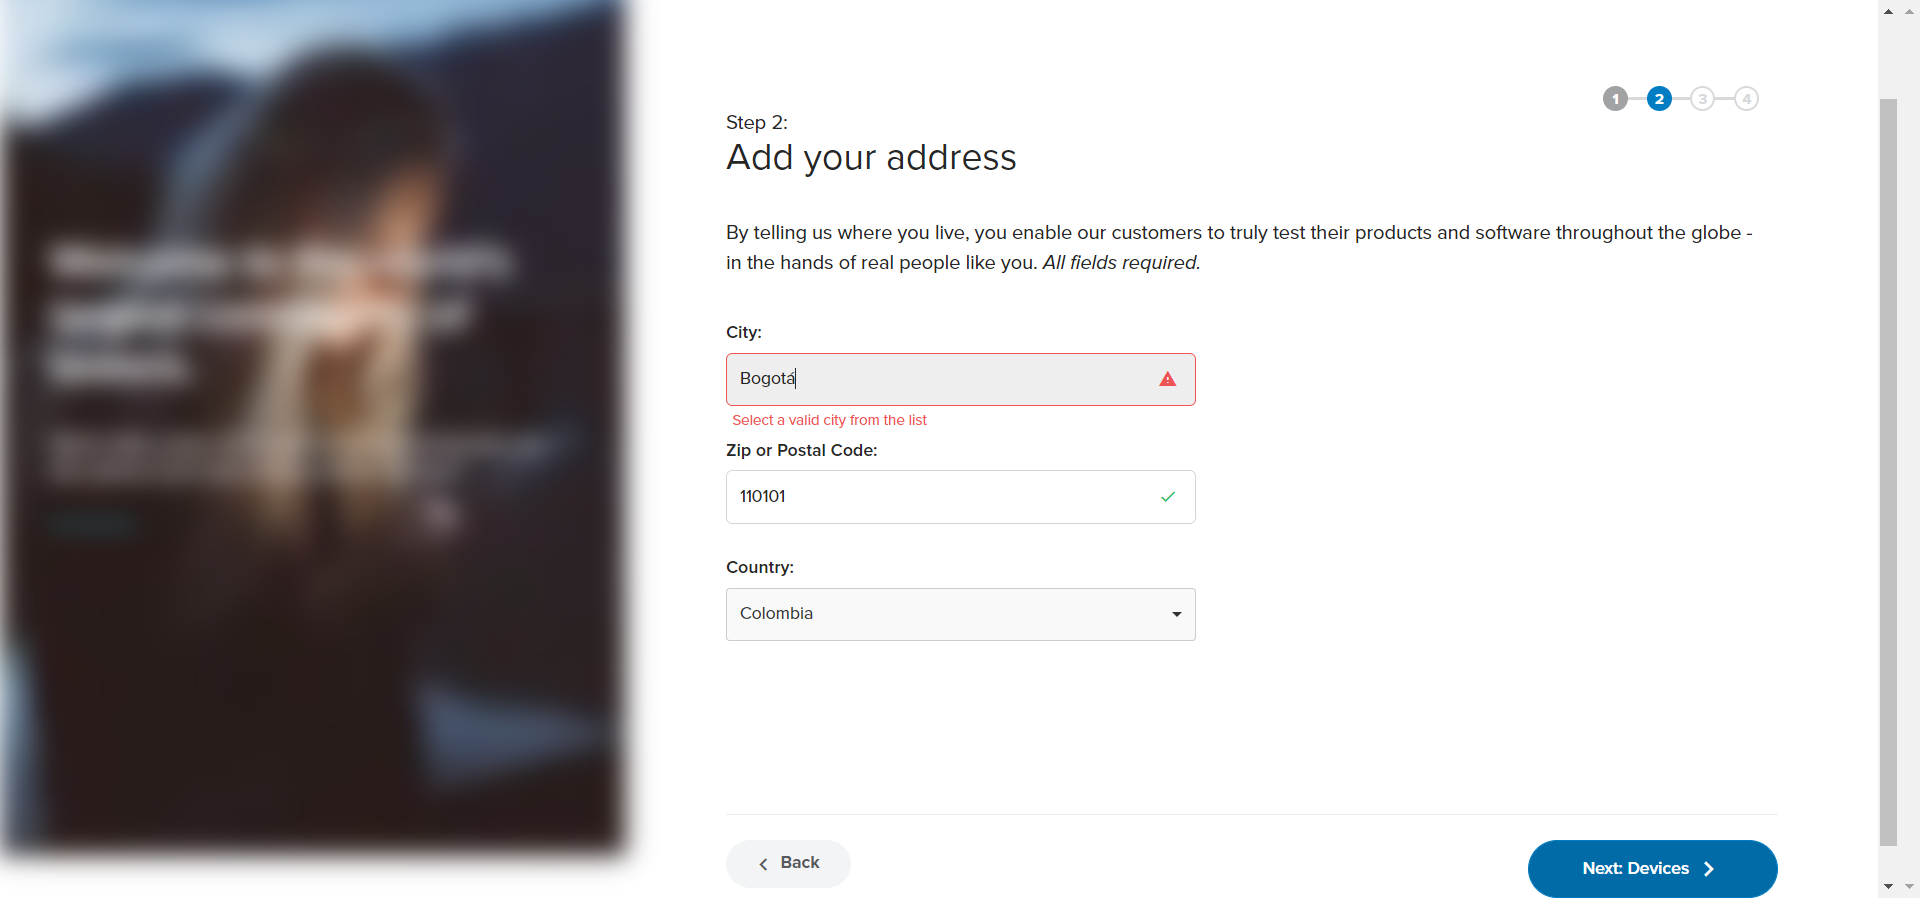 1 2 3 4
Step 2:
Add your address
By telling us where you live, you enable our customers to truly test their products and software throughout the globe -
in the hands of real people like you. All fields required.
City:
Bogotá
Select a valid city from the list
Zip or Postal Code:
110101
Country:
Colombia
Back
Next: Devices